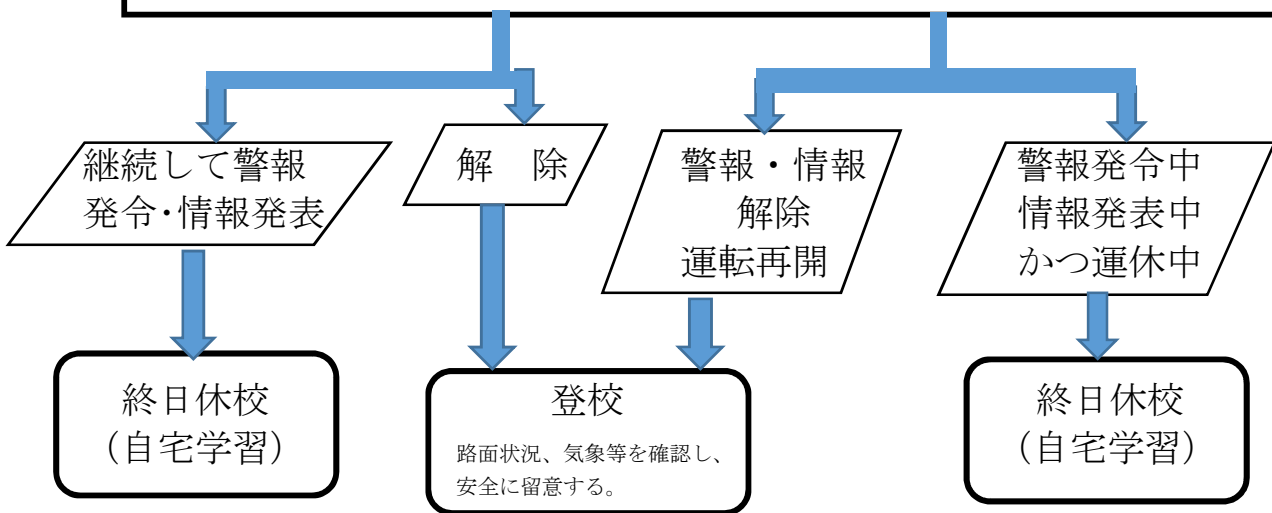 継続して警報
発令・情報発表
解　除
警報・情報
解除
運転再開
警報発令中
情報発表中
かつ運休中
終日休校
（自宅学習）
登校
路面状況、気象等を確認し、
安全に留意する。
終日休校
（自宅学習）